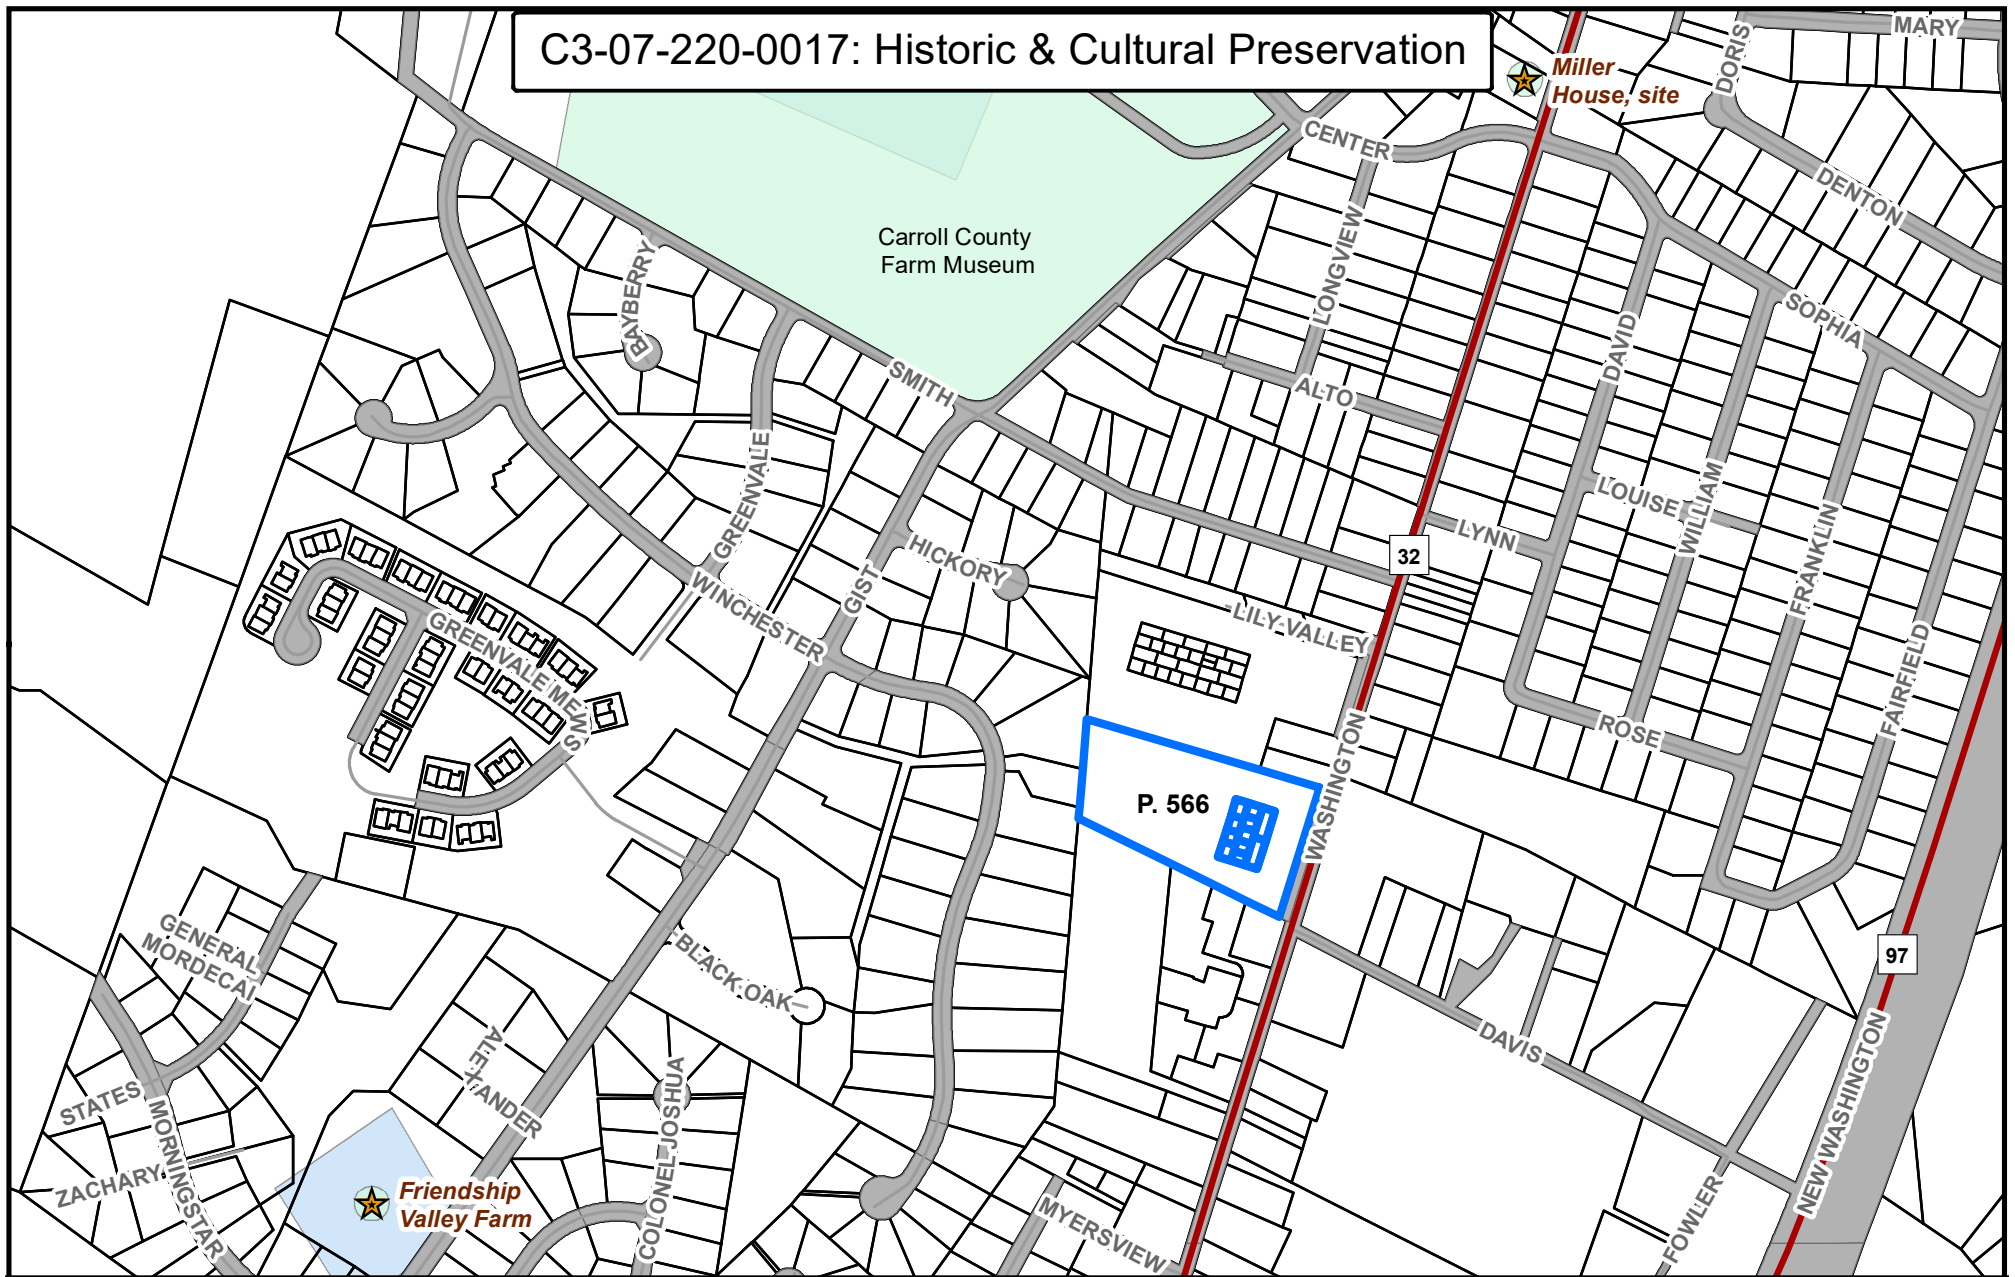 C3-07-220-0017: Historic & Cultural Preservation
MARY
DORIS
Miller
House, site
CENTER
DENTON
LONGVIEW
Carroll County
Farm Museum
BAYBERRY
SOPHIA
DAVID
SMITH
ALTO
GREENVALE
LOUISE
WILLIAM
FRANKLIN
LYNN
32
HICKORY
GIST
WINCHESTER
LILY VALLEY
GREENVALE MEWS
FAIRFIELD
ROSE
WASHINGTON
P. 566
GENERAL
MORDECAI
BLACK OAK
97
DAVIS
NEW WASHINGTON
ALEXANDER
COLONEL JOSHUA
STATES
MORNINGSTAR
ZACHARY
Friendship
Valley Farm
MYERSVIEW
FOWLER